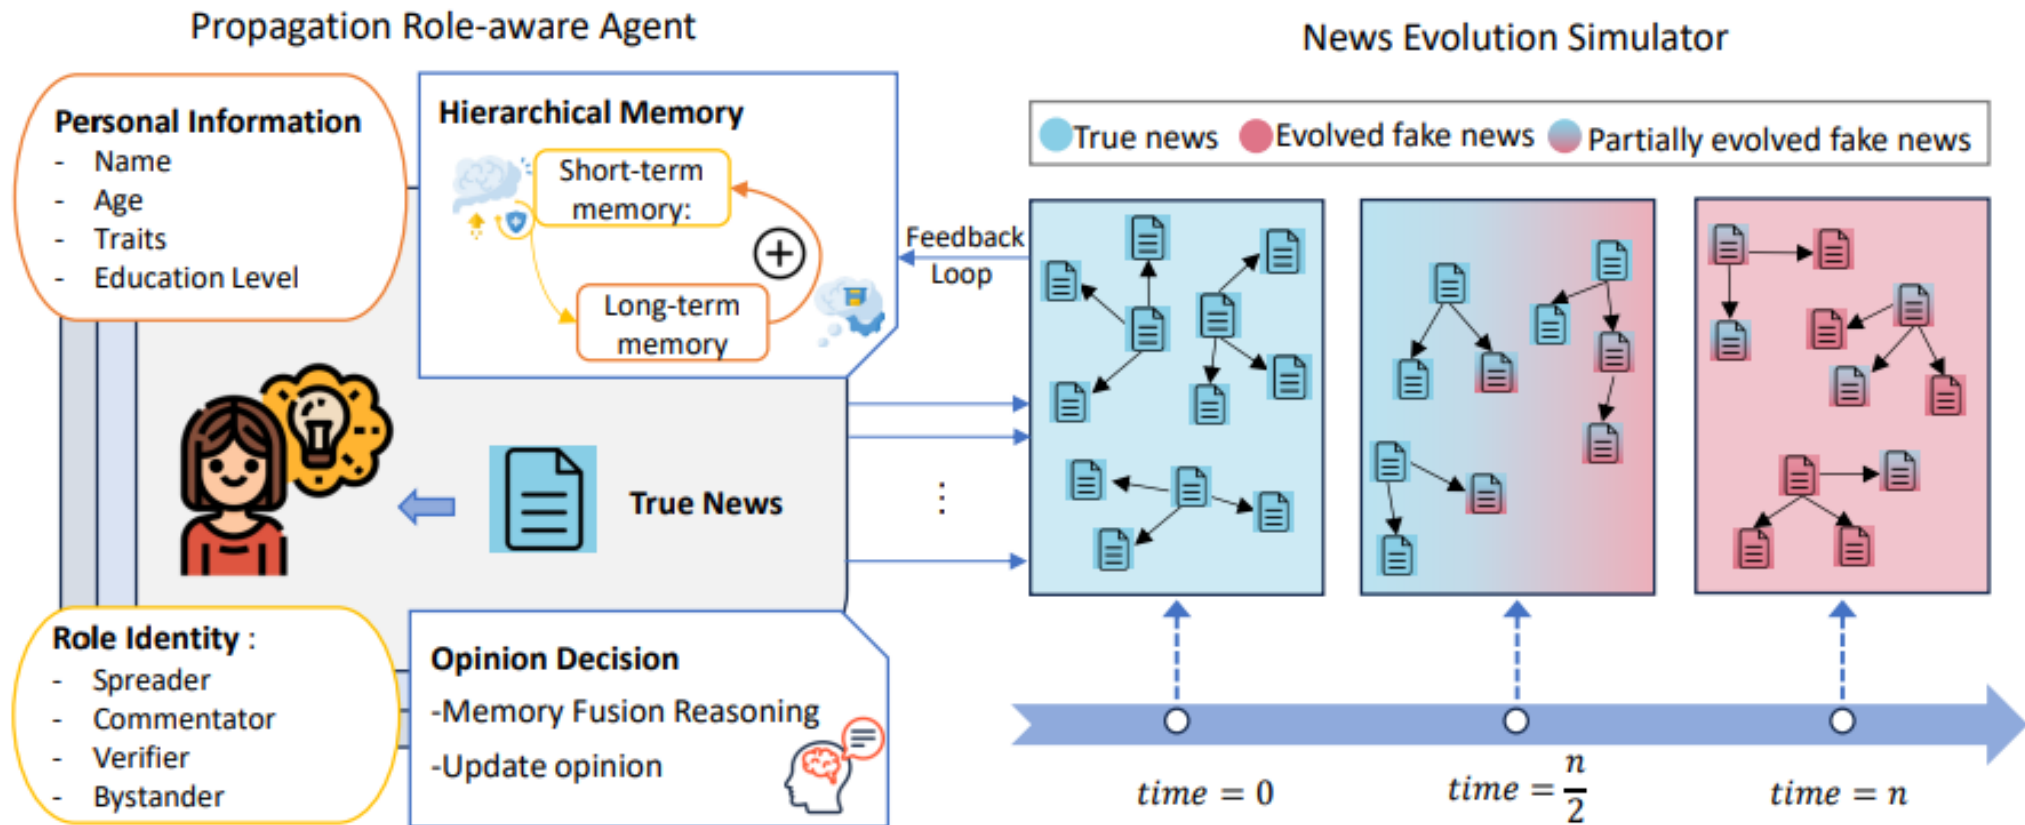 Propagation Role-aware Agent
Personal Information
- Name
- Age
- Traits
- Education Level
Hierarchical Memory
Short-term
memory:
Long-term
memory
Feedback
Loop
True News
Role Identity :
- Spreader
- Commentator
- Verifier
- Bystander
Opinion Decision
-Memory Fusion Reasoning
-Update opinion
News Evolution Simulator
True news
Evolved fake news
Partially evolved fake news
time = 0
time = n/2
time = n